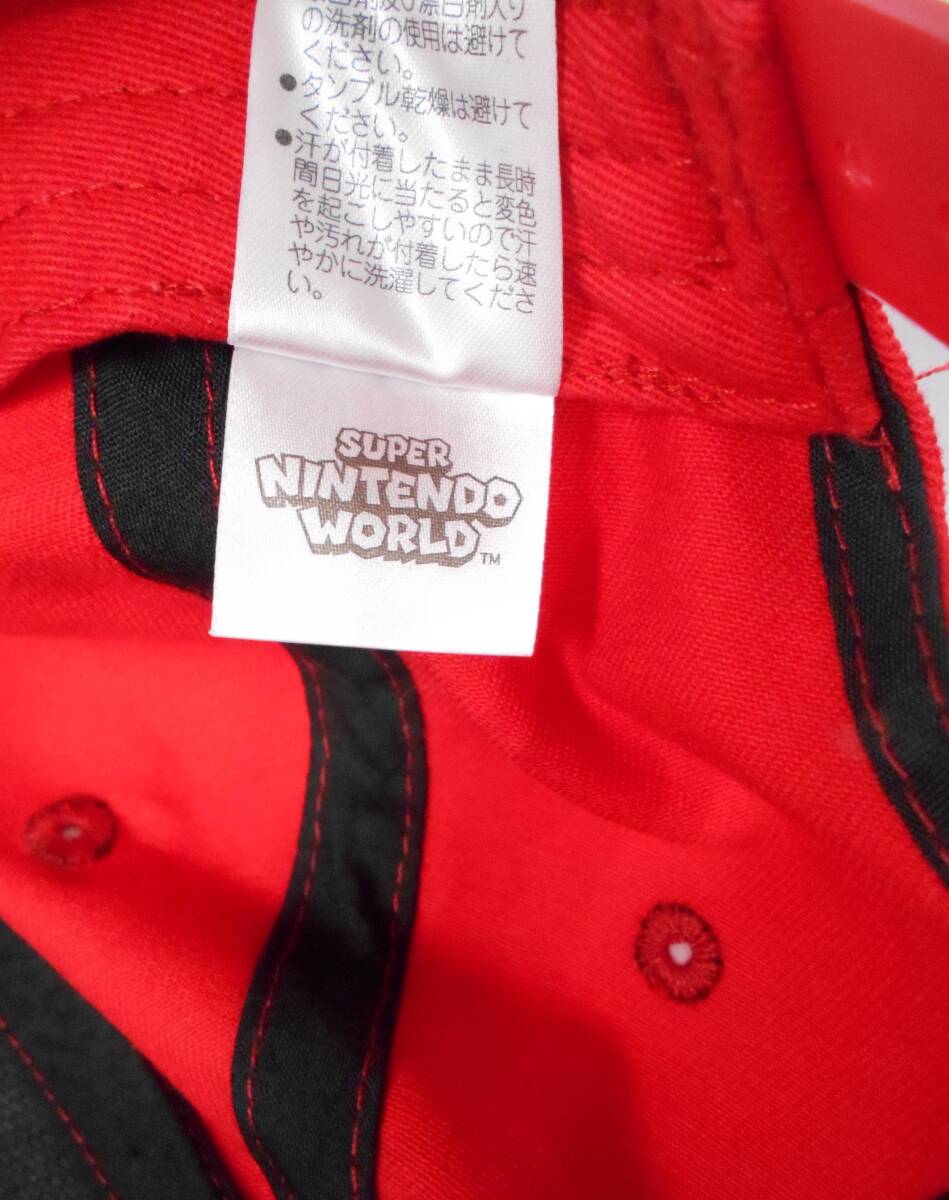 の洗剤の使用は避けて
ください。
●タンブル乾燥は避けて
ください。
●汗が付着したまま長時
間日光に当たると変色
を起こしやすいので汗
や汚れが付着したら速
やかに洗濯してくださ
い。
SUPER
NINTENDO
WORLD™